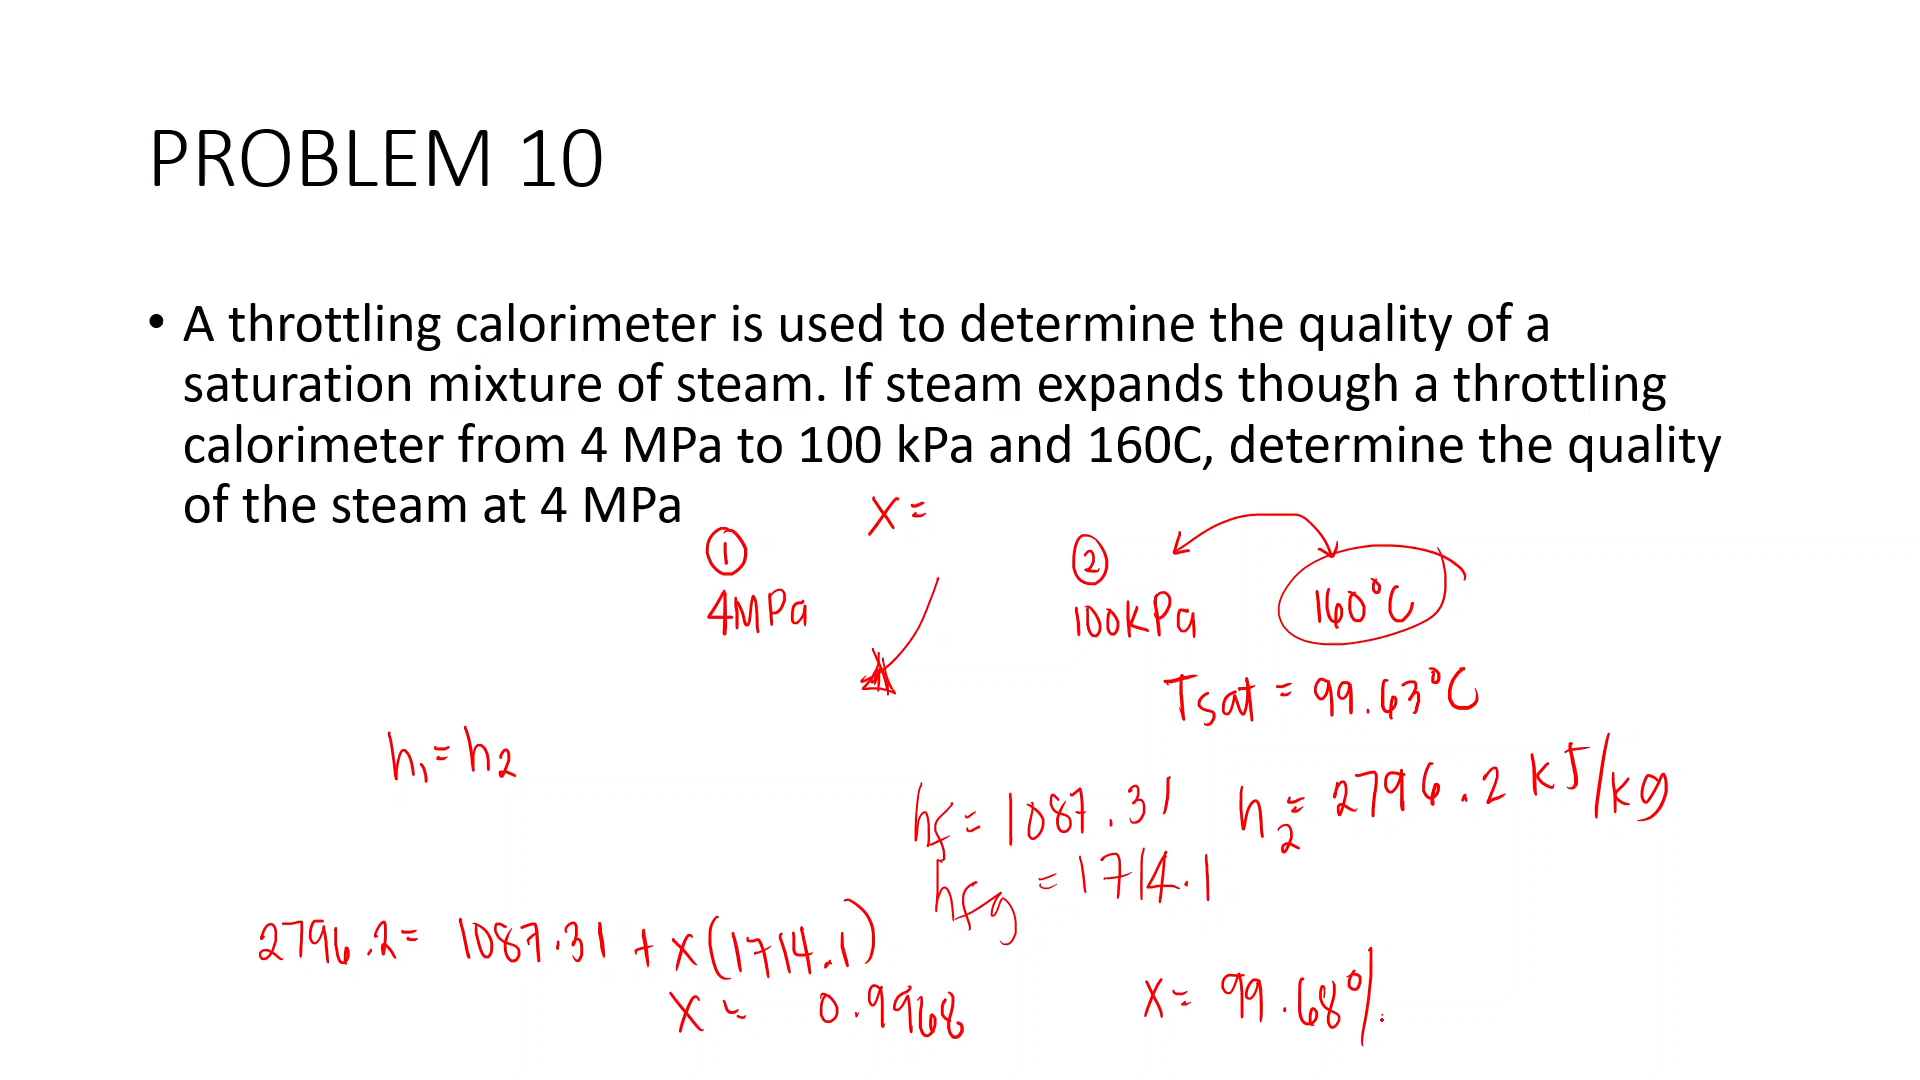 PROBLEM 10
• A throttling calorimeter is used to determine the quality of a
saturation mixture of steam. If steam expands though a throttling
calorimeter from 4 MPa to 100 kPa and 160C, determine the quality
of the steam at 4 MPa
x =
① ②
4MPa 100kPa 160°C
Tsat = 99.63°C
h₁ = h₂
hf = 1087.31 h₂ = 2796.2 kJ/kg
hfg = 1714.1
2796.2 = 1087.31 + x(1714.1)
x = 0.9968 x = 99.68%